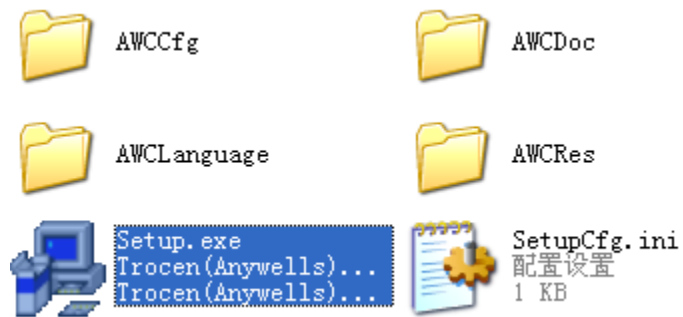 AWCCfg
AWCDoc
AWCLanguage
AWCRes
Setup.exe
Trocen(Anywells)...
Trocen(Anywells)...
SetupCfg.ini
配置设置
1 KB